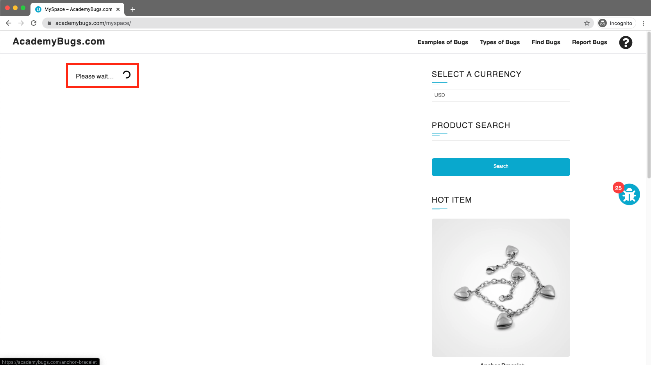 MySpace – AcademyBugs.com
academybugs.com/myspace/
Incognito
AcademyBugs.com
Examples of Bugs
Types of Bugs
Find Bugs
Report Bugs
?
Please wait...
SELECT A CURRENCY
USD
PRODUCT SEARCH
Search
25
HOT ITEM
https://academybugs.com/anchor-bracelet